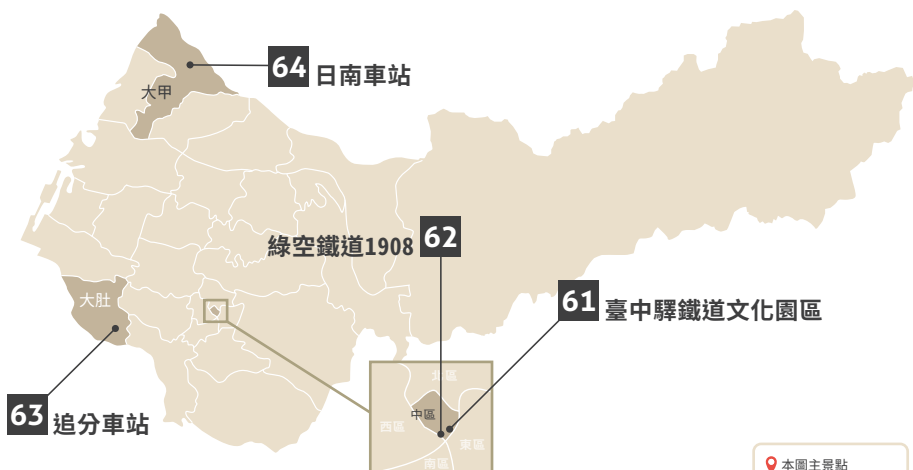 64 日南車站
大甲
綠空鐵道1908 62
大肚
61 臺中驛鐵道文化園區
北區
中區
西區
東區
南區
63 追分車站
本圖主景點